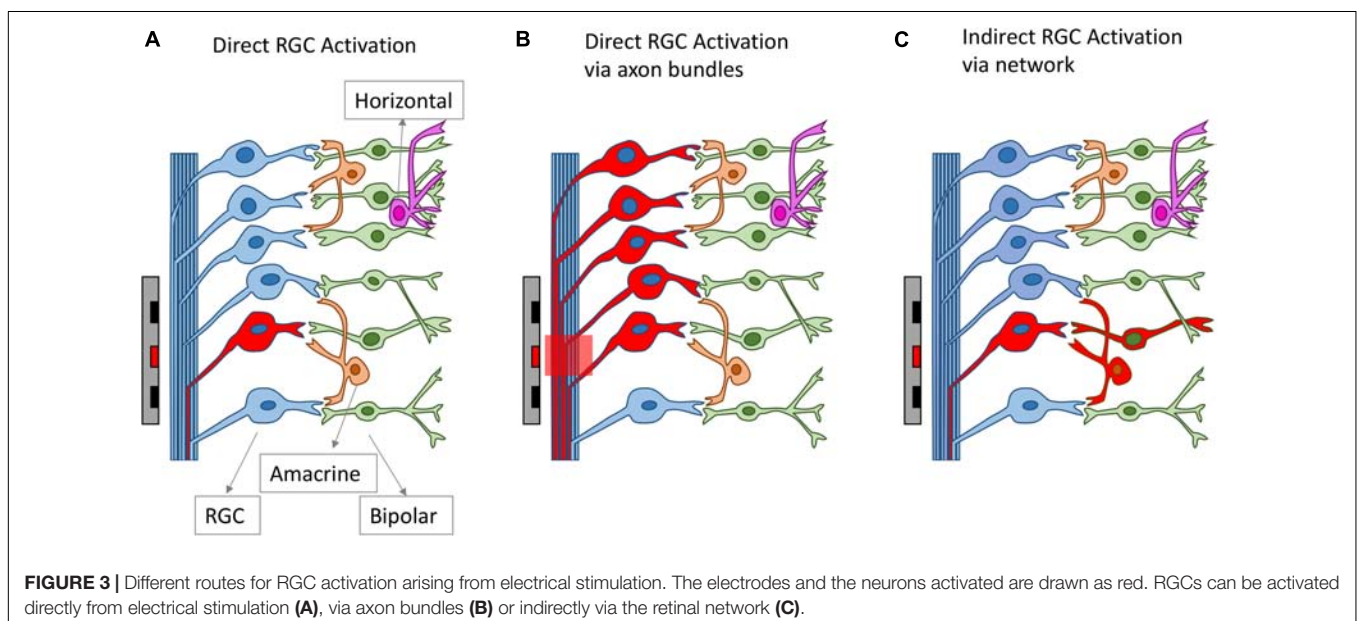 A
Direct RGC Activation
B
Direct RGC Activation
via axon bundles
C
Indirect RGC Activation
via network
Horizontal
Amacrine
RGC
Bipolar
FIGURE 3 | Different routes for RGC activation arising from electrical stimulation. The electrodes and the neurons activated are drawn as red. RGCs can be activated
directly from electrical stimulation (A), via axon bundles (B) or indirectly via the retinal network (C).